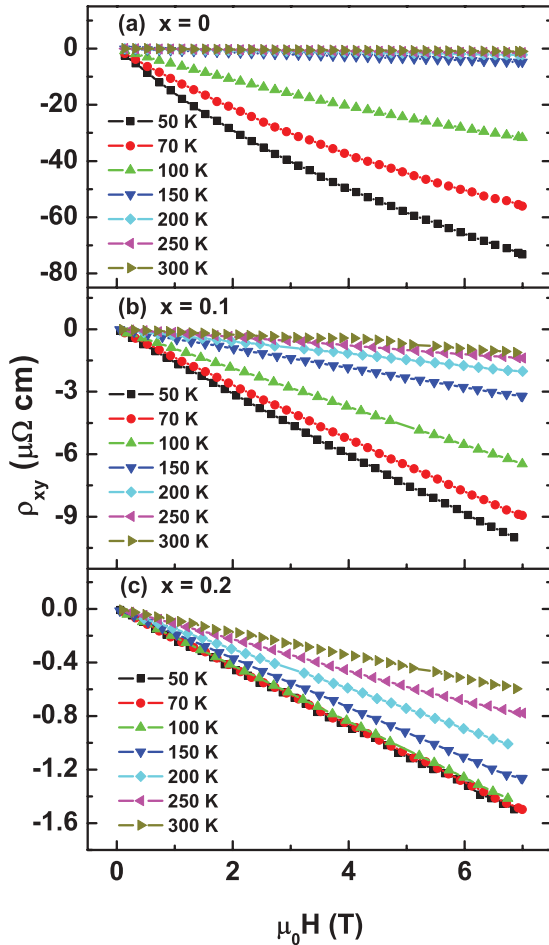 (a) x = 0
0
-20
-40
-60
-80
50 K
70 K
100 K
150 K
200 K
250 K
300 K
(b) x = 0.1
0
-3
-6
-9
50 K
70 K
100 K
150 K
200 K
250 K
300 K
ρxy (μΩ cm)
(c) x = 0.2
0.0
-0.4
-0.8
-1.2
-1.6
50 K
70 K
100 K
150 K
200 K
250 K
300 K
0 2 4 6
μ0H (T)